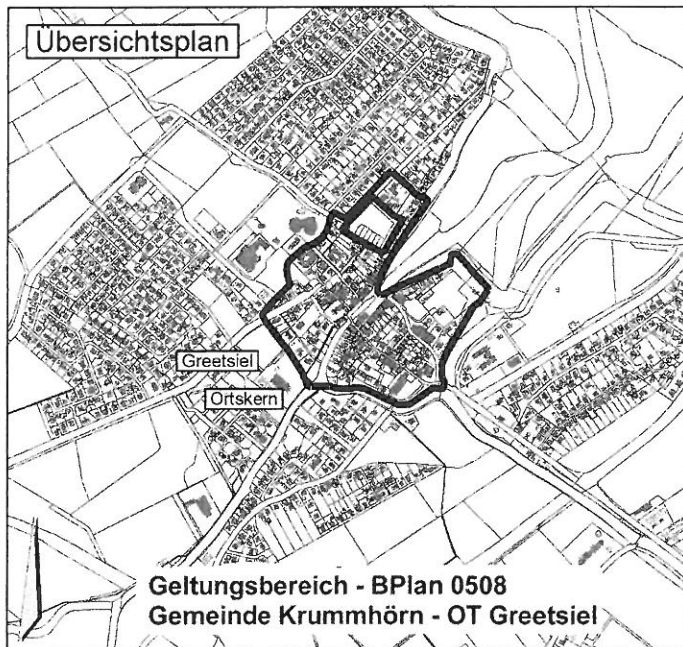 Übersichtsplan
Greetsiel
Ortskern
Geltungsbereich - BPlan 0508
Gemeinde Krummhörn - OT Greetsiel